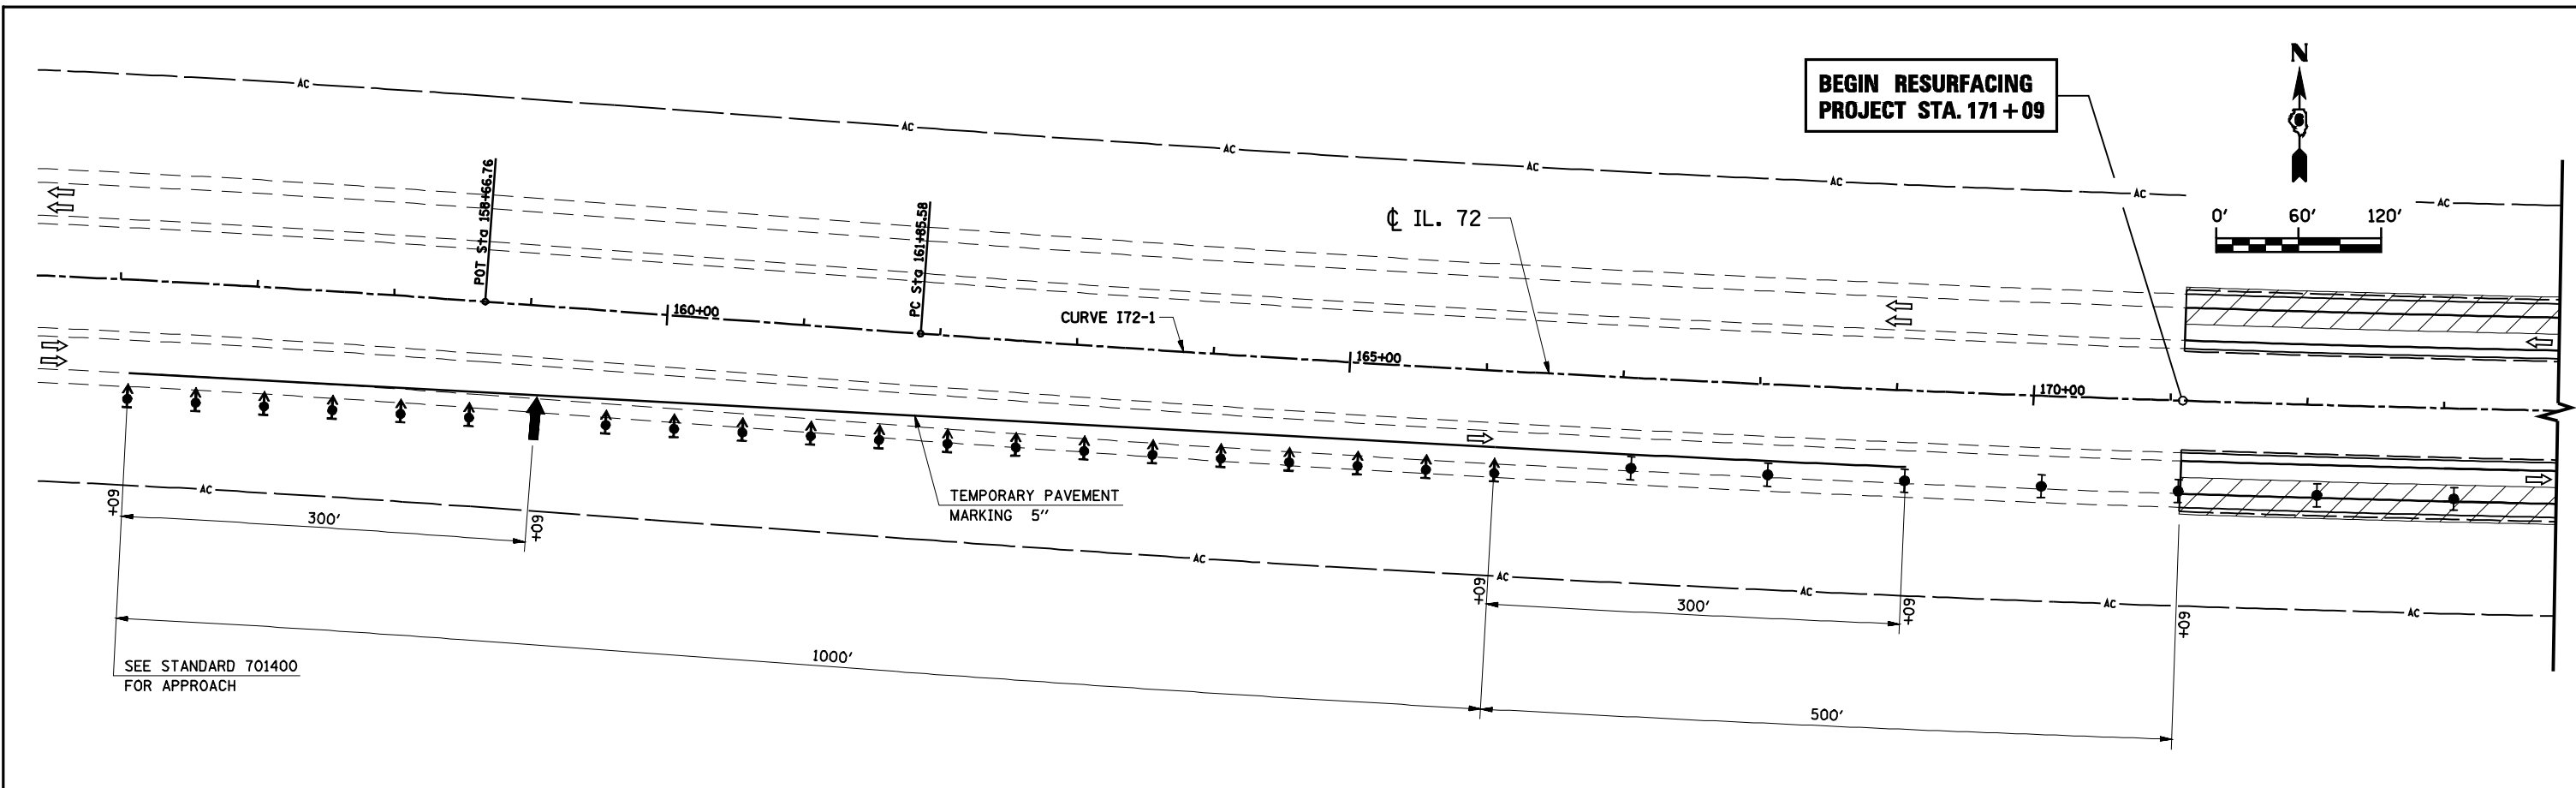 AC
AC
AC
AC
AC
AC
AC
BEGIN RESURFACING
PROJECT STA. 171+09
N
6
0' 60' 120'
POT Sta 158+66.76
PC Sta 161+85.58
℄ IL. 72
160+00
CURVE I72-1
165+00
170+00
TEMPORARY PAVEMENT
MARKING 5"
AC
AC
AC
AC
AC
AC
+09
300'
+09
+09
300'
+09
+09
1000'
500'
SEE STANDARD 701400
FOR APPROACH